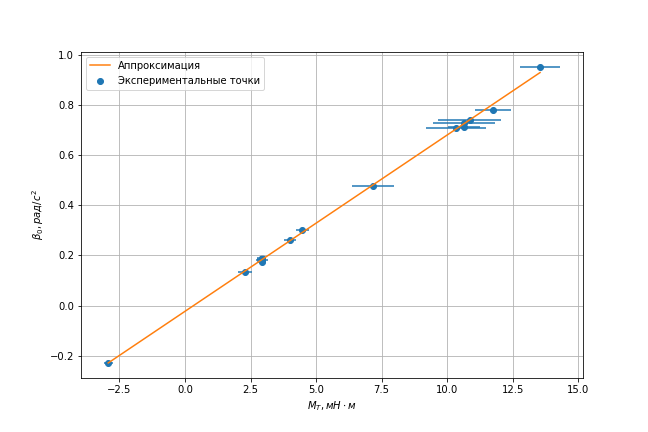 Аппроксимация
Экспериментальные точки
1.0
0.8
0.6
0.4
0.2
0.0
−0.2
β₀, рад/с²
−2.5 0.0 2.5 5.0 7.5 10.0 12.5 15.0
M_T, мН · м